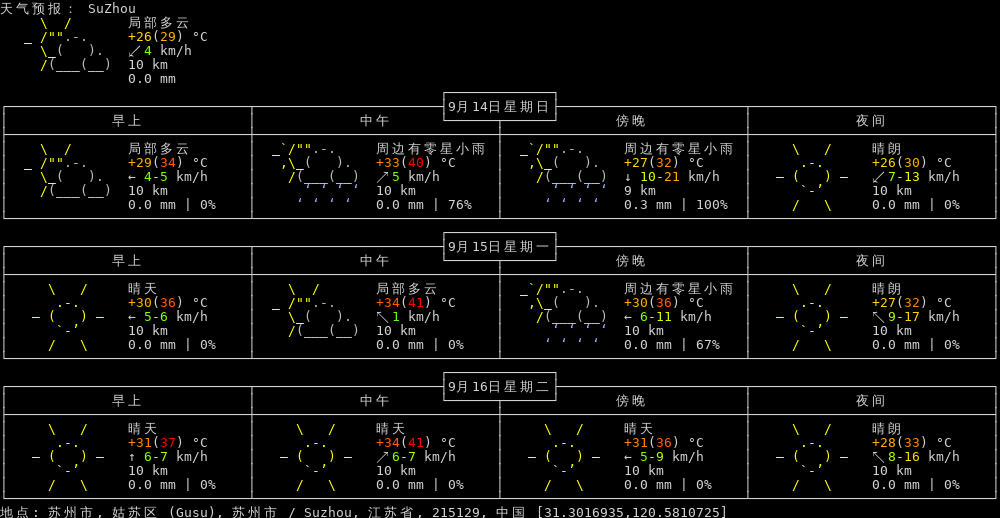 天气预报： SuZhou
局部多云
+26(29) °C
↙4 km/h
10 km
0.0 mm
9月14日星期日
早上 中午 傍晚 夜间
局部多云 周边有零星小雨 周边有零星小雨 晴朗
+29(34) °C +33(40) °C +27(32) °C +26(30) °C
← 4-5 km/h ↗5 km/h ↓ 10-21 km/h ↙7-13 km/h
10 km 10 km 9 km 10 km
0.0 mm | 0% 0.0 mm | 76% 0.3 mm | 100% 0.0 mm | 0%
9月15日星期一
早上 中午 傍晚 夜间
晴天 局部多云 周边有零星小雨 晴朗
+30(36) °C +34(41) °C +30(36) °C +27(32) °C
← 5-6 km/h ↖1 km/h ← 6-11 km/h ↖9-17 km/h
10 km 10 km 10 km 10 km
0.0 mm | 0% 0.0 mm | 0% 0.0 mm | 67% 0.0 mm | 0%
9月16日星期二
早上 中午 傍晚 夜间
晴天 晴天 晴天 晴朗
+31(37) °C +34(41) °C +31(36) °C +28(33) °C
↑ 6-7 km/h ↗6-7 km/h ← 5-9 km/h ↖8-16 km/h
10 km 10 km 10 km 10 km
0.0 mm | 0% 0.0 mm | 0% 0.0 mm | 0% 0.0 mm | 0%
地点: 苏州市, 姑苏区 (Gusu), 苏州市 / Suzhou, 江苏省, 215129, 中国 [31.3016935,120.5810725]